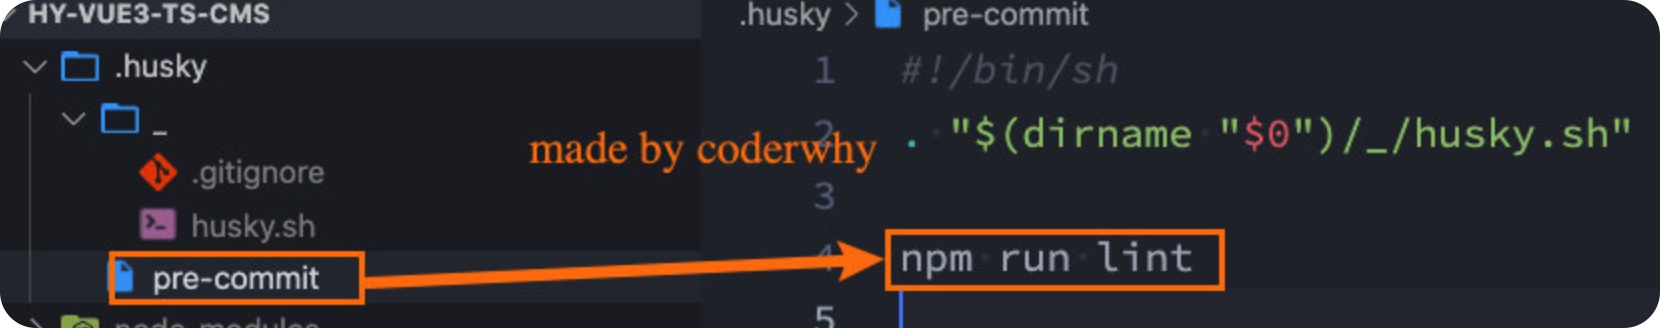 HY-VUE3-TS-CMS
.husky
_
.gitignore
husky.sh
pre-commit
node_modules
made by coderwhy
.husky > pre-commit
1 #!/bin/sh
2 . "$(dirname "$0")/_/husky.sh"
3
4 npm run lint
5